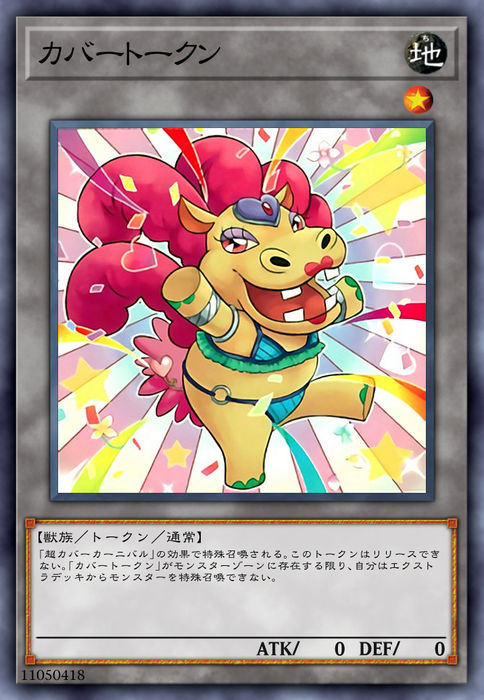 カバートークン
ち
地
【獣族／トークン／通常】
「超カバーカーニバル」の効果で特殊召喚される。このトークンはリリースでき
ない。「カバートークン」がモンスターゾーンに存在する限り、自分はエクスト
ラデッキからモンスターを特殊召喚できない。
ATK/ 0 DEF/ 0
11050418